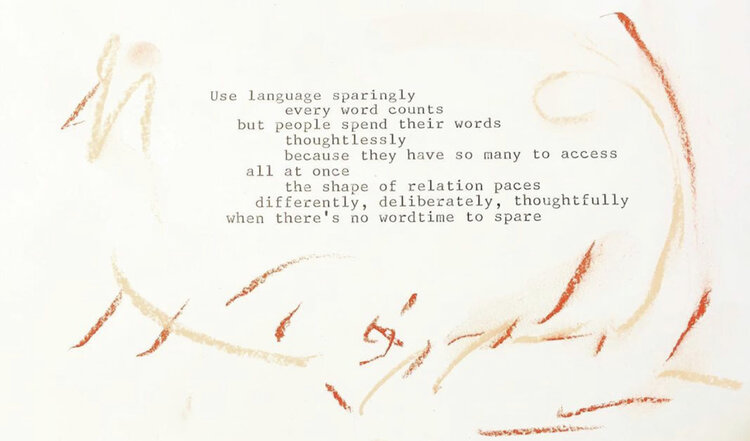 Use language sparingly
every word counts
but people spend their words
thoughtlessly
because they have so many to access
all at once
the shape of relation paces
differently, deliberately, thoughtfully
when there's no wordtime to spare